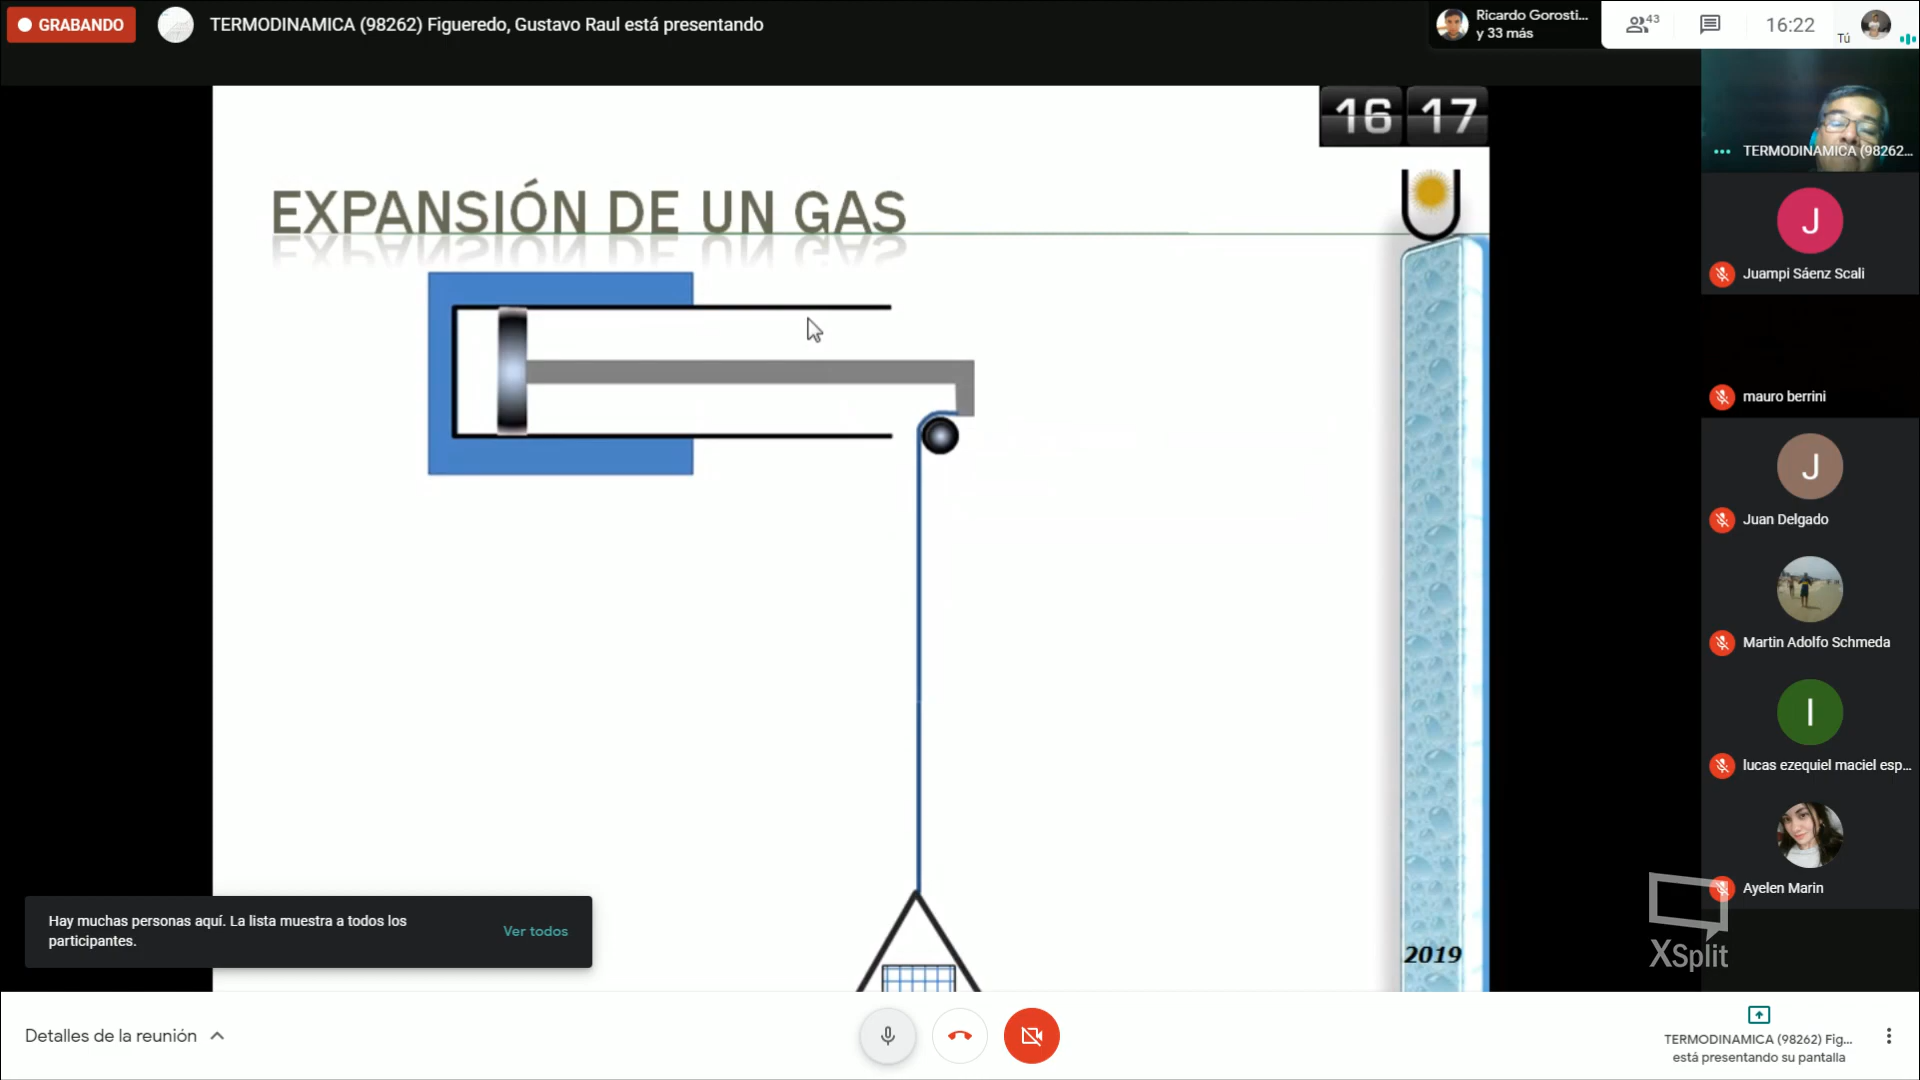 GRABANDO
TERMODINAMICA (98262) Figueredo, Gustavo Raul está presentando
Ricardo Gorosti...
y 33 más
43
16:22
Tú
16 17
EXPANSIÓN DE UN GAS
TERMODINAMICA (98262...
J
Juampi Sáenz Scali
mauro berrini
J
Juan Delgado
Martin Adolfo Schmeda
l
lucas ezequiel maciel esp...
Ayelen Marin
2019
XSplit
Hay muchas personas aquí. La lista muestra a todos los
participantes.
Ver todos
Detalles de la reunión
TERMODINAMICA (98262) Fig...
está presentando su pantalla